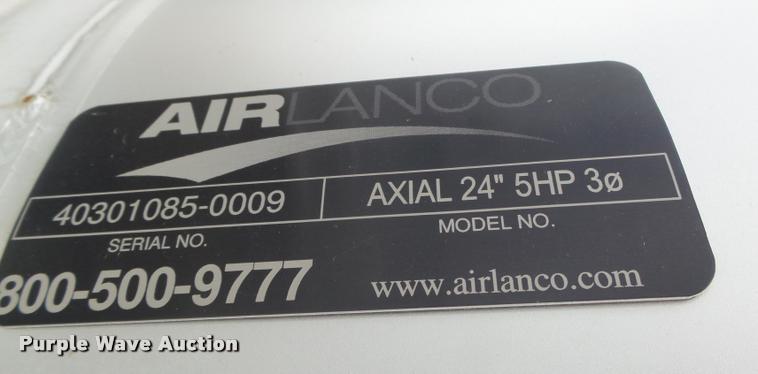 AIRLANCO
40301085-0009 AXIAL 24" 5HP 3ø
SERIAL NO. MODEL NO.
800-500-9777 www.airlanco.com
Purple Wave Auction